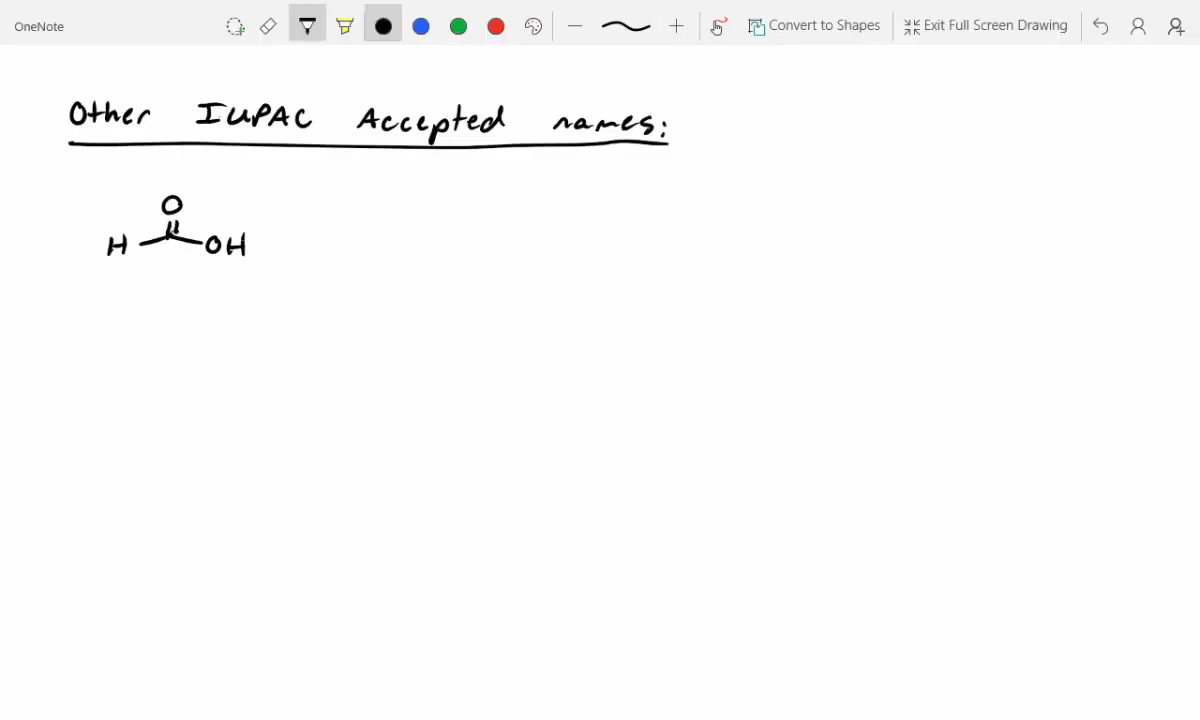 OneNote
Convert to Shapes
Exit Full Screen Drawing
Other IUPAC Accepted names:
O
H OH